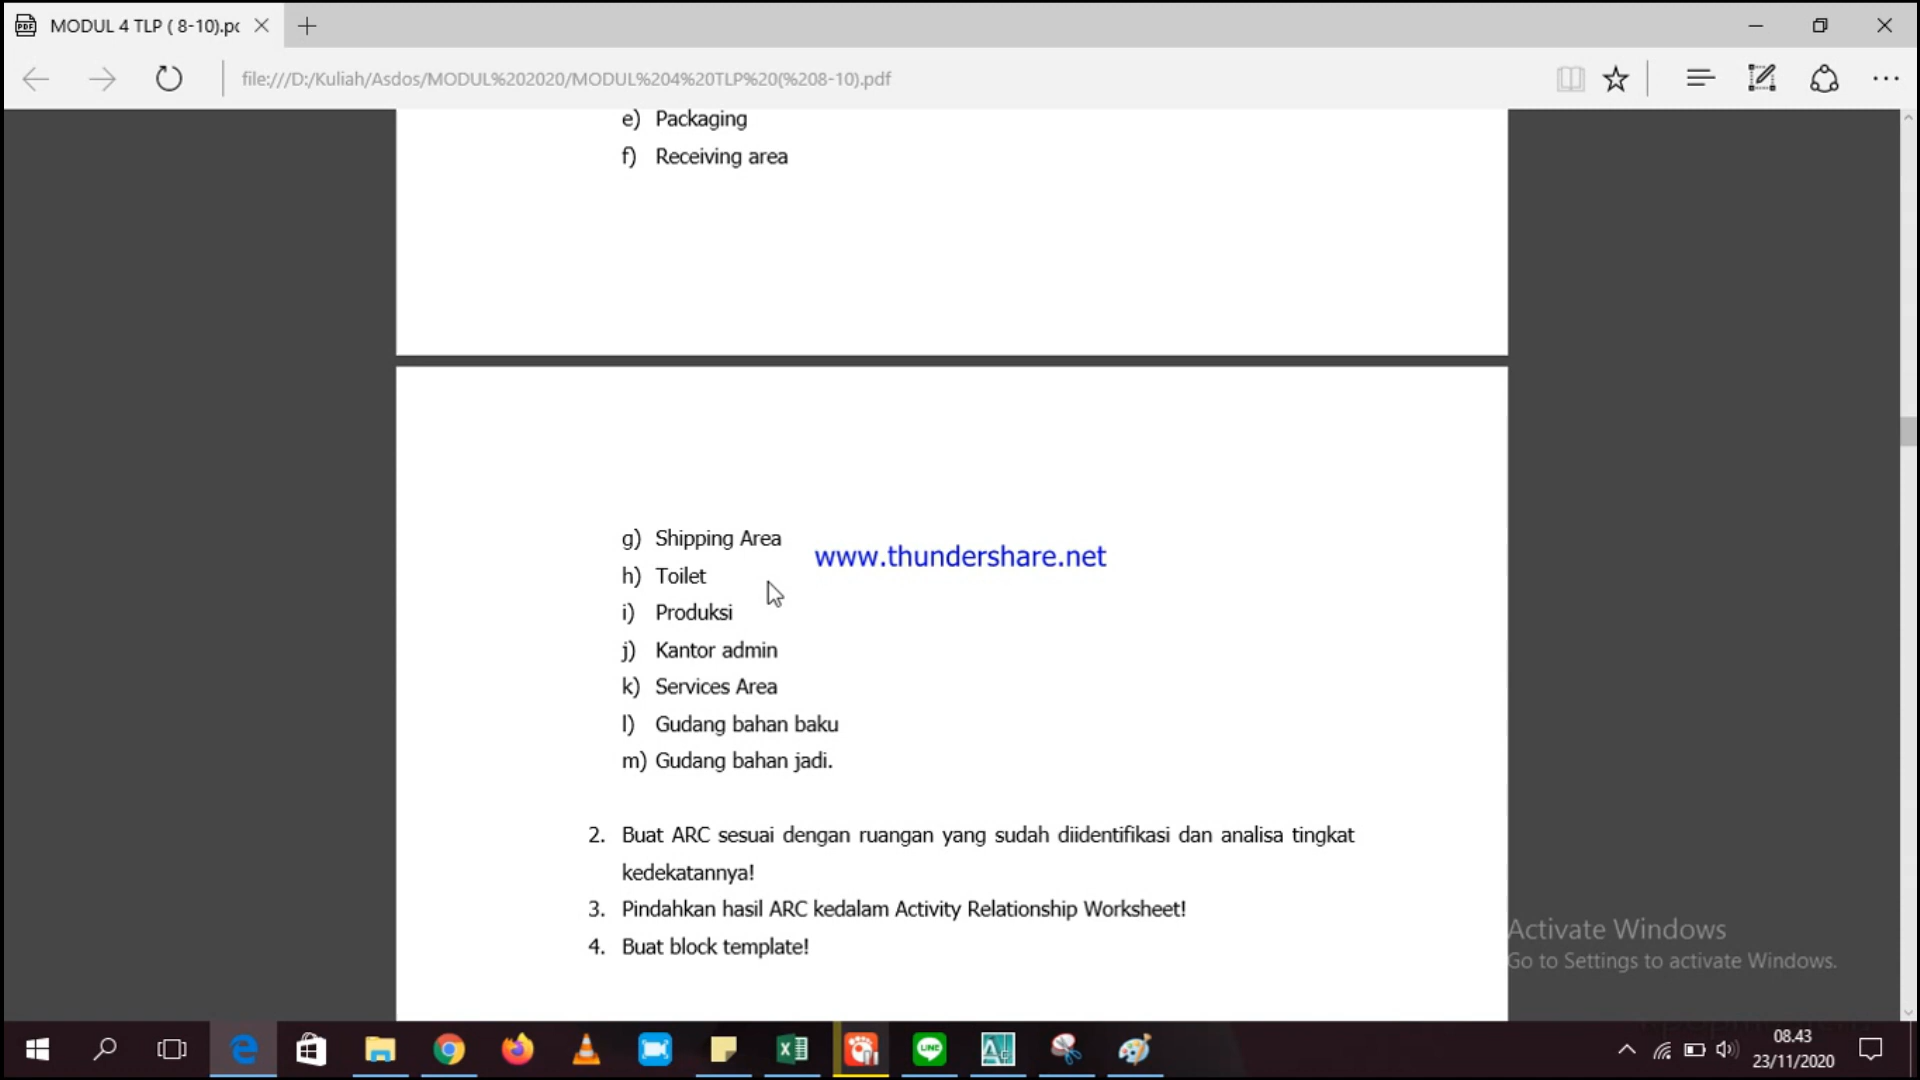 MODUL 4 TLP ( 8-10).pc
file:///D:/Kuliah/Asdos/MODUL%202020/MODUL%204%20TLP%20(%208-10).pdf
e) Packaging
f) Receiving area
g) Shipping Area
www.thundershare.net
h) Toilet
i) Produksi
j) Kantor admin
k) Services Area
l) Gudang bahan baku
m) Gudang bahan jadi.
2. Buat ARC sesuai dengan ruangan yang sudah diidentifikasi dan analisa tingkat
kedekatannya!
3. Pindahkan hasil ARC kedalam Activity Relationship Worksheet!
4. Buat block template!
Activate Windows
Go to Settings to activate Windows.
08.43
23/11/2020